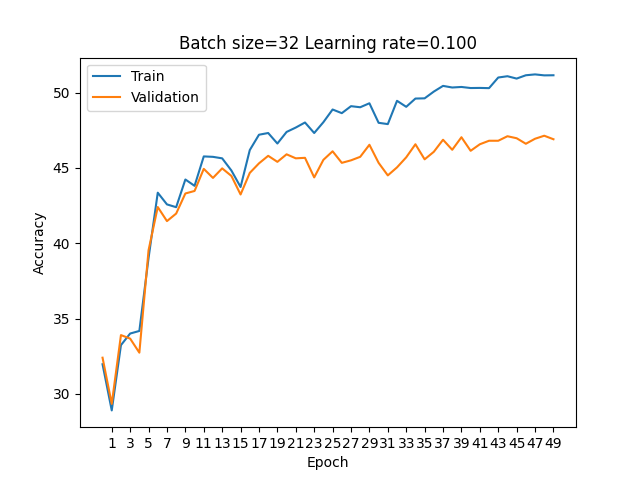 Batch size=32 Learning rate=0.100
Train
Validation
50
45
40
35
30
Accuracy
1 3 5 7 9 11 13 15 17 19 21 23 25 27 29 31 33 35 37 39 41 43 45 47 49
Epoch